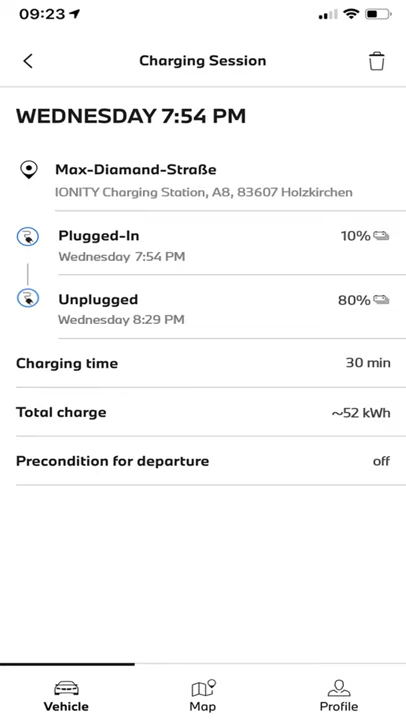 09:23
Charging Session
WEDNESDAY 7:54 PM
Max-Diamond-Straße
IONITY Charging Station, A8, 83607 Holzkirchen
Plugged-In 10%
Wednesday 7:54 PM
Unplugged 80%
Wednesday 8:29 PM
Charging time 30 min
Total charge ~52 kWh
Precondition for departure off
Vehicle Map Profile